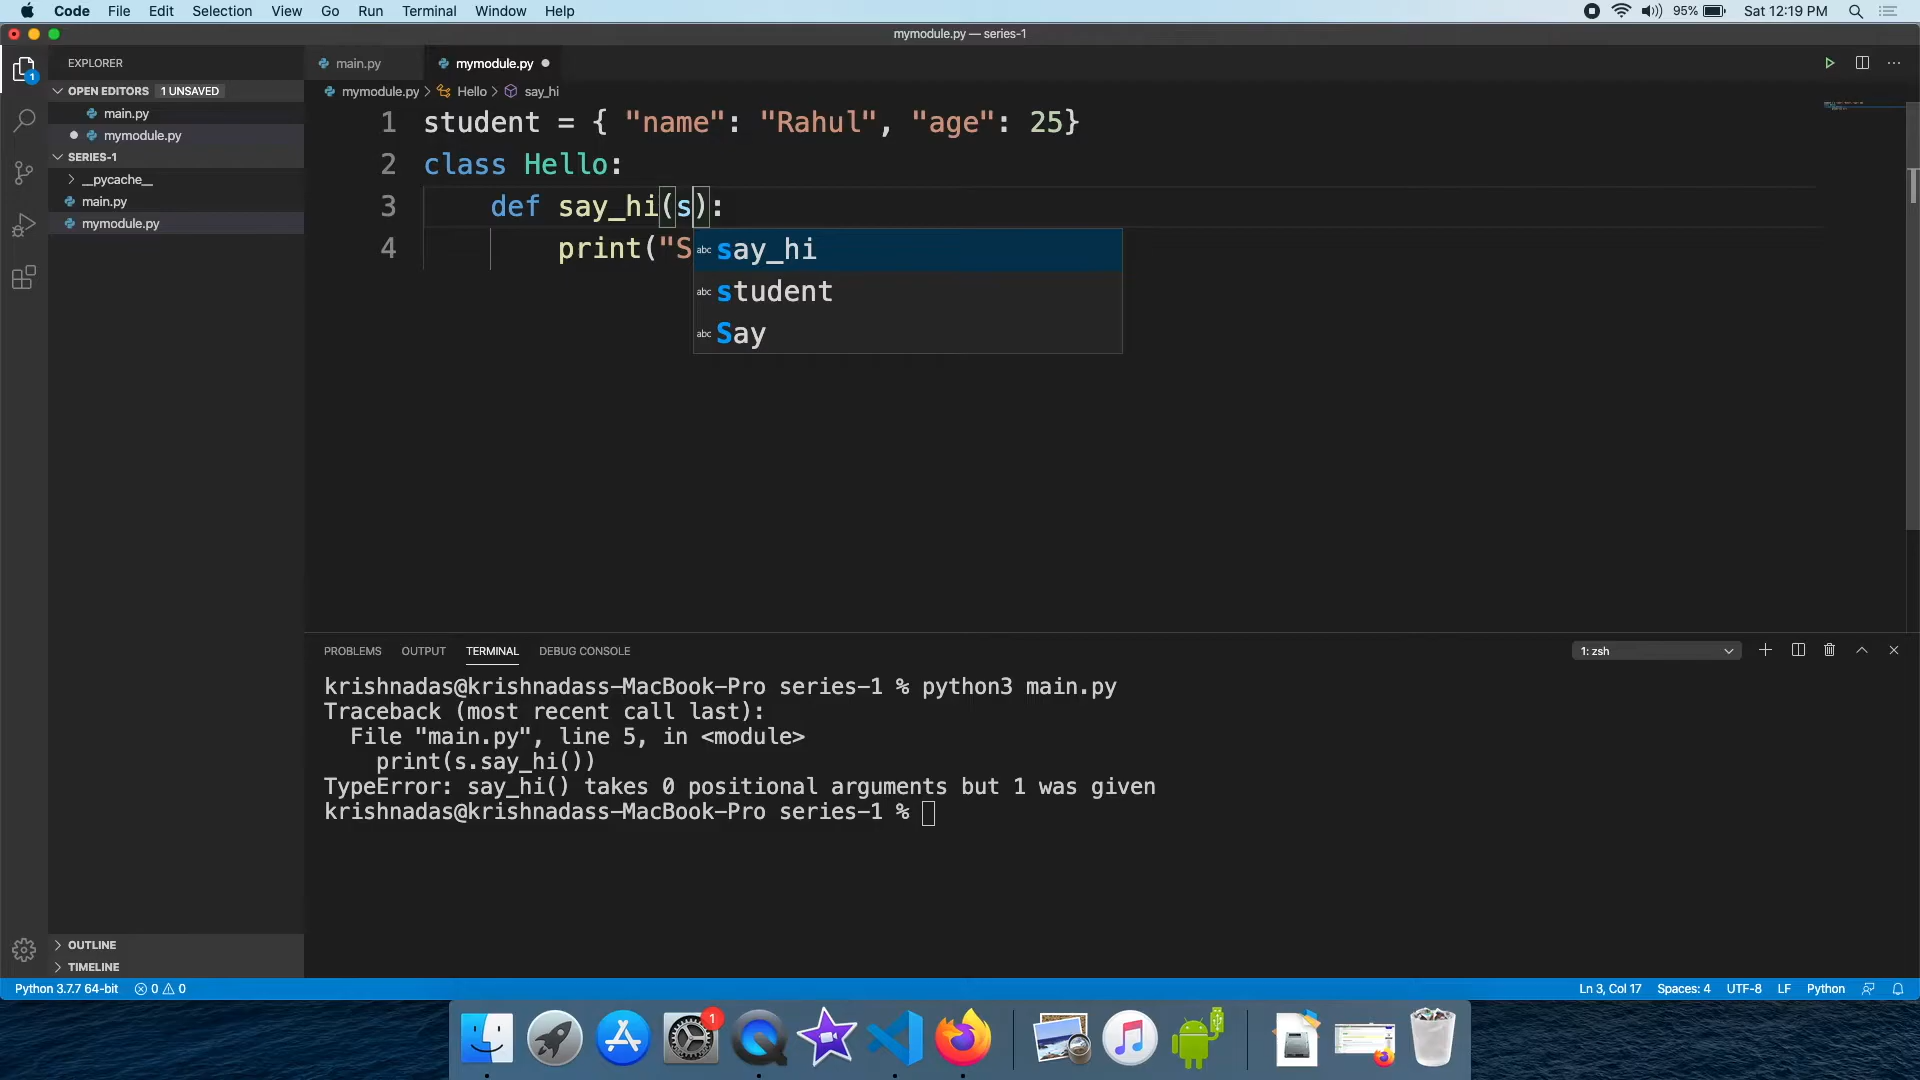 Code File Edit Selection View Go Run Terminal Window Help 95% Sat 12:19 PM
mymodule.py — series-1
EXPLORER
OPEN EDITORS 1 UNSAVED
main.py
mymodule.py
SERIES-1
__pycache__
main.py
mymodule.py
OUTLINE
TIMELINE
1
main.py mymodule.py
mymodule.py > Hello > say_hi
1 student = { "name": "Rahul", "age": 25}
2 class Hello:
3 def say_hi(s):
4 print("S
abc say_hi
abc student
abc Say
PROBLEMS OUTPUT TERMINAL DEBUG CONSOLE 1: zsh
krishnadas@krishnadass-MacBook-Pro series-1 % python3 main.py
Traceback (most recent call last):
File "main.py", line 5, in <module>
print(s.say_hi())
TypeError: say_hi() takes 0 positional arguments but 1 was given
krishnadas@krishnadass-MacBook-Pro series-1 %
Python 3.7.7 64-bit 0 0 Ln 3, Col 17 Spaces: 4 UTF-8 LF Python
1